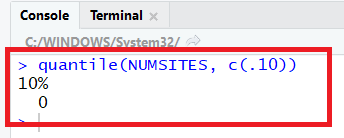 Console Terminal ×
C:/WINDOWS/System32/
> quantile(NUMSITES, c(.10))
10%
0
>